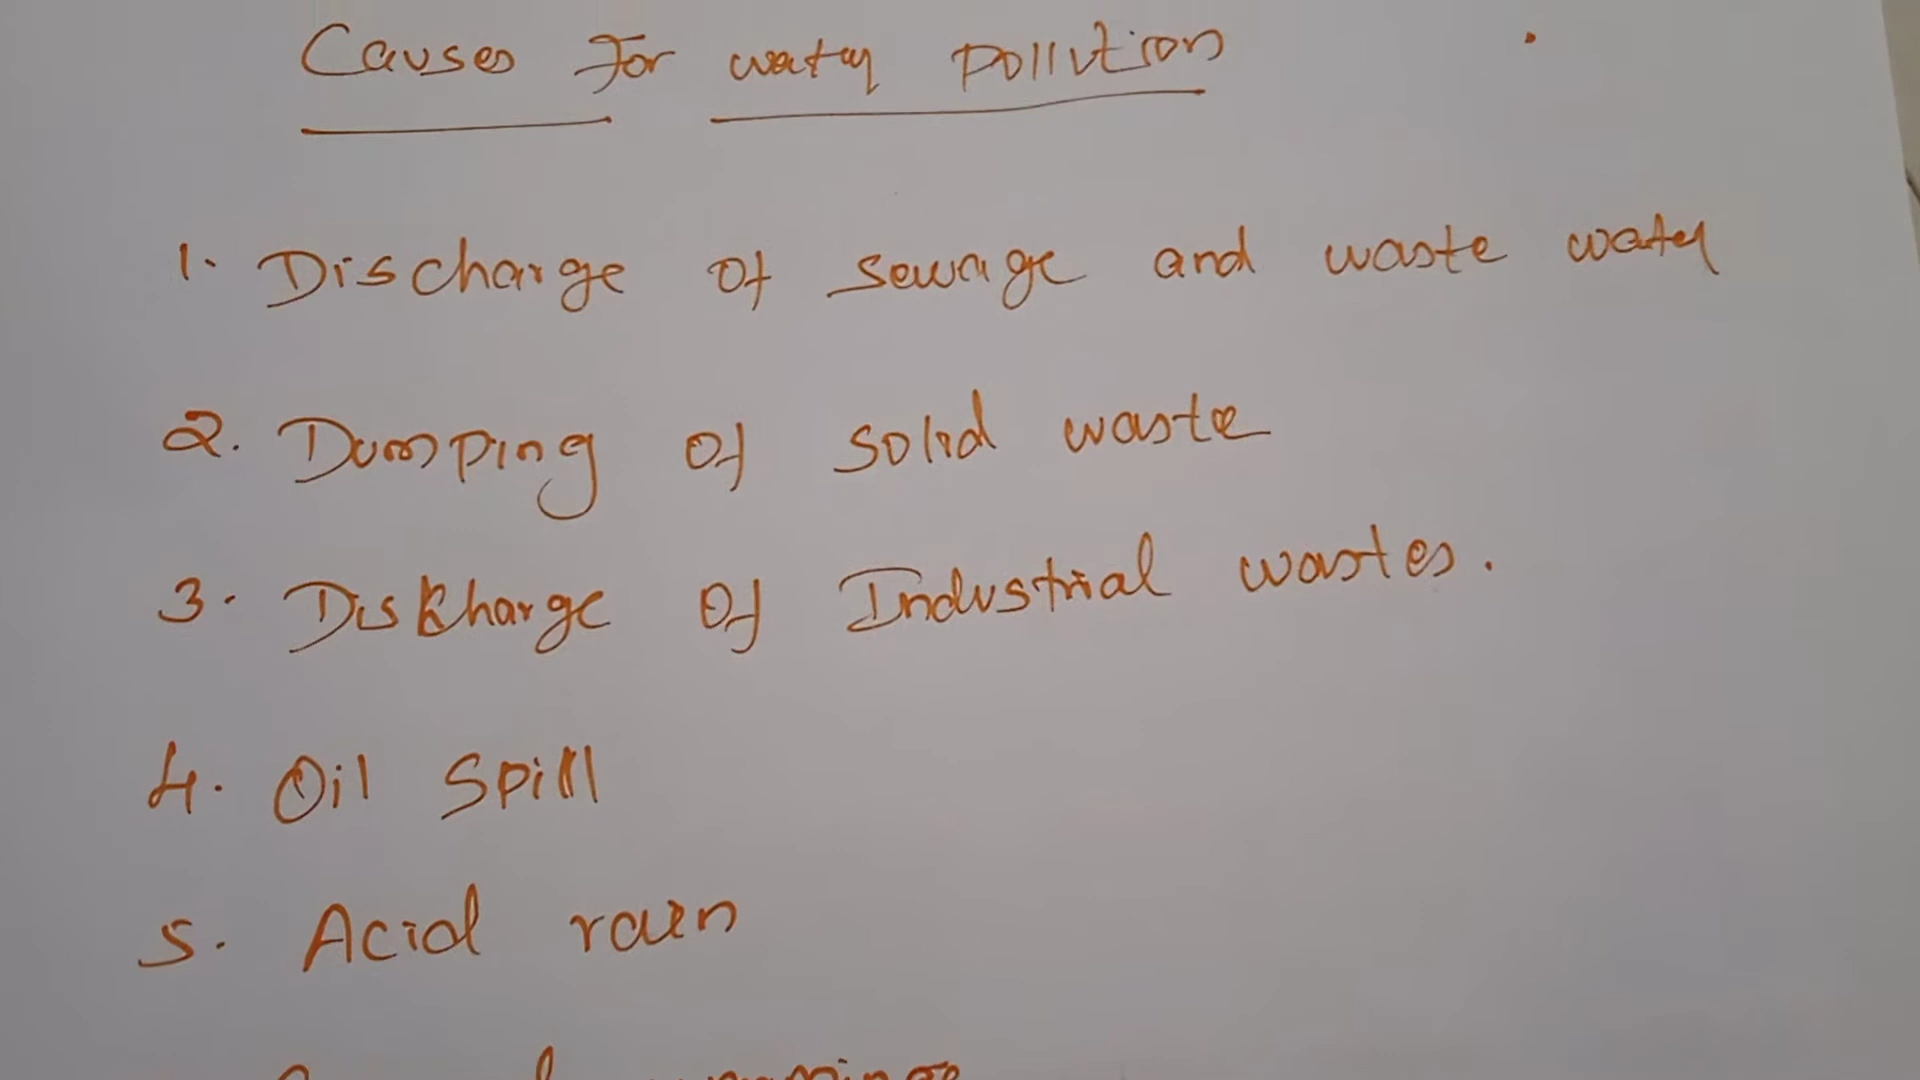 Causes for water pollution
1. Discharge of sewage and waste water
2. Dumping of solid waste
3. Discharge of Industrial wastes.
4. Oil Spill
5. Acid rain